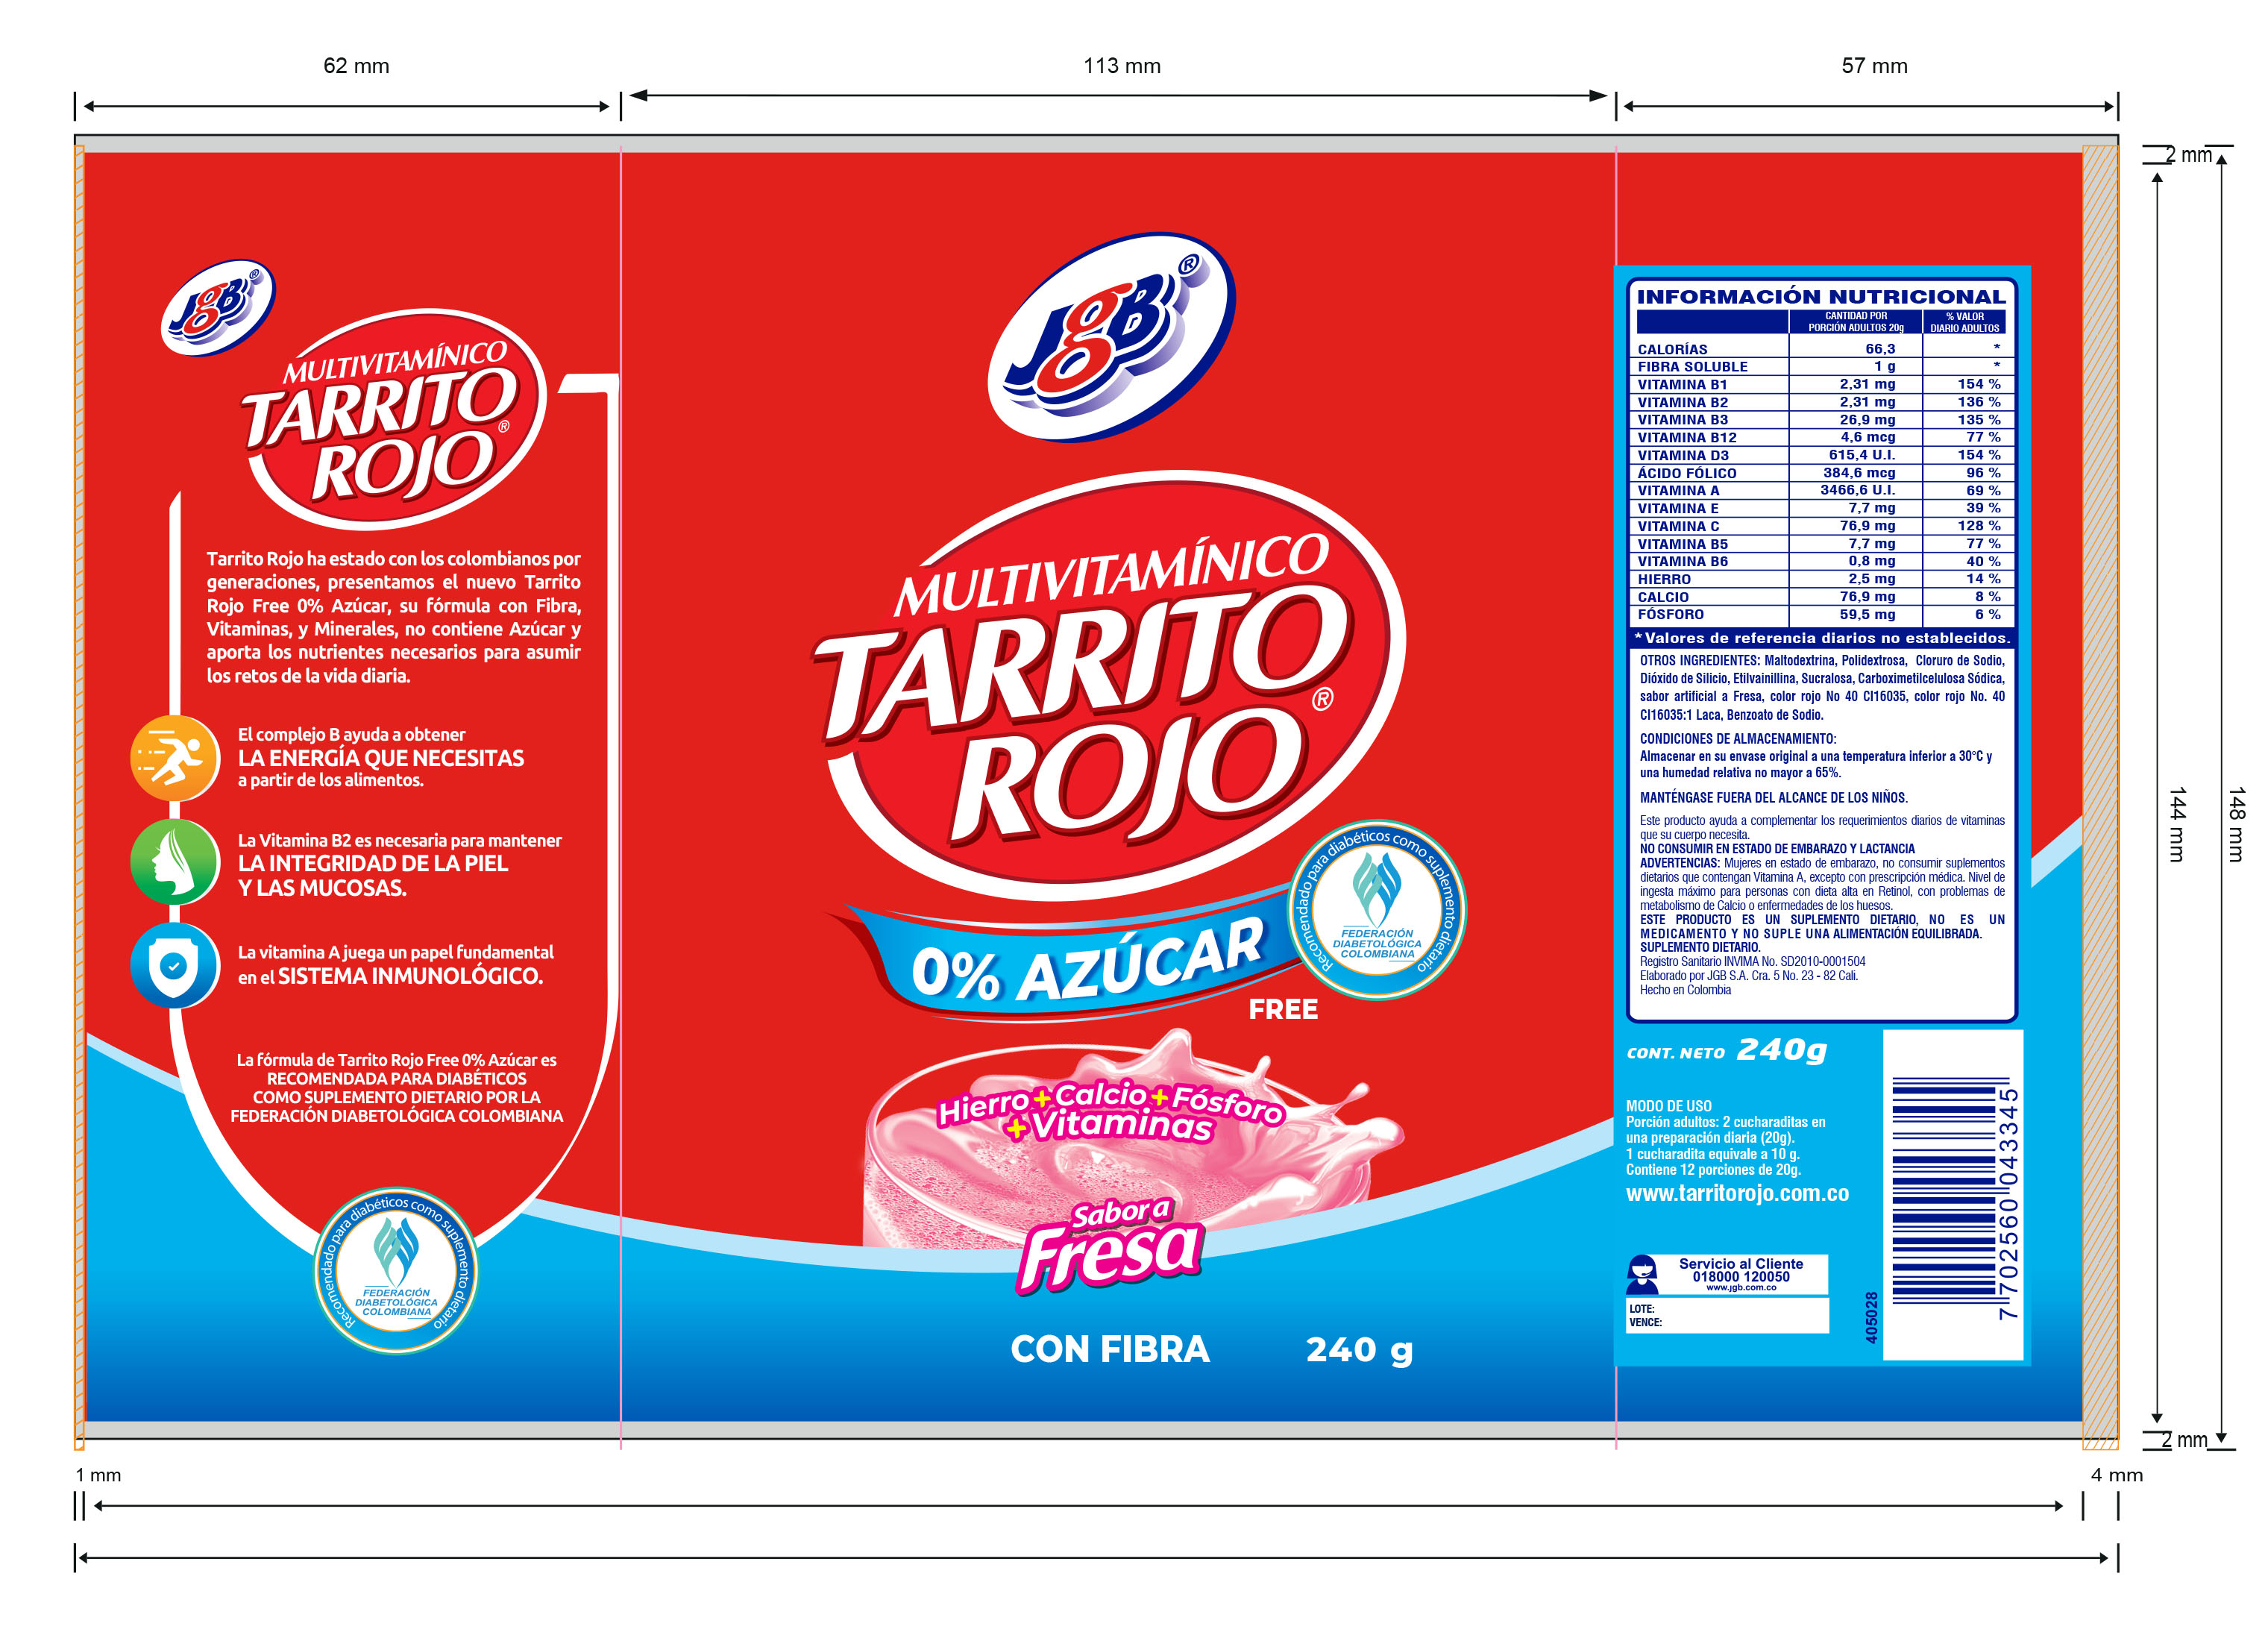 62 mm
113 mm
57 mm
2 mm
144 mm
148 mm
2 mm
1 mm
4 mm
JgB®
MULTIVITAMÍNICO
TARRITO
ROJO®
Tarrito Rojo ha estado con los colombianos por
generaciones, presentamos el nuevo Tarrito
Rojo Free 0% Azúcar, su fórmula con Fibra,
Vitaminas, y Minerales, no contiene Azúcar y
aporta los nutrientes necesarios para asumir
los retos de la vida diaria.
El complejo B ayuda a obtener
LA ENERGÍA QUE NECESITAS
a partir de los alimentos.
La Vitamina B2 es necesaria para mantener
LA INTEGRIDAD DE LA PIEL
Y LAS MUCOSAS.
La vitamina A juega un papel fundamental
en el SISTEMA INMUNOLÓGICO.
La fórmula de Tarrito Rojo Free 0% Azúcar es
RECOMENDADA PARA DIABÉTICOS
COMO SUPLEMENTO DIETARIO POR LA
FEDERACIÓN DIABETOLÓGICA COLOMBIANA
Recomendado para diabéticos como suplemento dietario
FEDERACIÓN
DIABETOLÓGICA
COLOMBIANA
JgB®
MULTIVITAMÍNICO
TARRITO
ROJO®
Recomendado para diabéticos como suplemento dietario
FEDERACIÓN
DIABETOLÓGICA
COLOMBIANA
0% AZÚCAR
FREE
Hierro+Calcio+Fósforo
+Vitaminas
Sabor a
Fresa
CON FIBRA 240 g
INFORMACIÓN NUTRICIONAL
CANTIDAD POR PORCIÓN ADULTOS 20g % VALOR DIARIO ADULTOS
CALORÍAS 66,3 *
FIBRA SOLUBLE 1 g *
VITAMINA B1 2,31 mg 154 %
VITAMINA B2 2,31 mg 136 %
VITAMINA B3 26,9 mg 135 %
VITAMINA B12 4,6 mcg 77 %
VITAMINA D3 615,4 U.I. 154 %
ÁCIDO FÓLICO 384,6 mcg 96 %
VITAMINA A 3466,6 U.I. 69 %
VITAMINA E 7,7 mg 39 %
VITAMINA C 76,9 mg 128 %
VITAMINA B5 7,7 mg 77 %
VITAMINA B6 0,8 mg 40 %
HIERRO 2,5 mg 14 %
CALCIO 76,9 mg 8 %
FÓSFORO 59,5 mg 6 %
* Valores de referencia diarios no establecidos.
OTROS INGREDIENTES: Maltodextrina, Polidextrosa, Cloruro de Sodio,
Dióxido de Silicio, Etilvainillina, Sucralosa, Carboximetilcelulosa Sódica,
sabor artificial a Fresa, color rojo No 40 CI16035, color rojo No. 40
CI16035:1 Laca, Benzoato de Sodio.
CONDICIONES DE ALMACENAMIENTO:
Almacenar en su envase original a una temperatura inferior a 30°C y
una humedad relativa no mayor a 65%.
MANTÉNGASE FUERA DEL ALCANCE DE LOS NIÑOS.
Este producto ayuda a complementar los requerimientos diarios de vitaminas
que su cuerpo necesita.
NO CONSUMIR EN ESTADO DE EMBARAZO Y LACTANCIA
ADVERTENCIAS: Mujeres en estado de embarazo, no consumir suplementos
dietarios que contengan Vitamina A, excepto con prescripción médica. Nivel de
ingesta máximo para personas con dieta alta en Retinol, con problemas de
metabolismo de Calcio o enfermedades de los huesos.
ESTE PRODUCTO ES UN SUPLEMENTO DIETARIO, NO ES UN
MEDICAMENTO Y NO SUPLE UNA ALIMENTACIÓN EQUILIBRADA.
SUPLEMENTO DIETARIO.
Registro Sanitario INVIMA No. SD2010-0001504
Elaborado por JGB S.A. Cra. 5 No. 23 - 82 Cali.
Hecho en Colombia
CONT. NETO 240g
MODO DE USO
Porción adultos: 2 cucharaditas en
una preparación diaria (20g).
1 cucharadita equivale a 10 g.
Contiene 12 porciones de 20g.
www.tarritorojo.com.co
Servicio al Cliente
018000 120050
www.jgb.com.co
LOTE:
VENCE:
405028
7 702560 043345